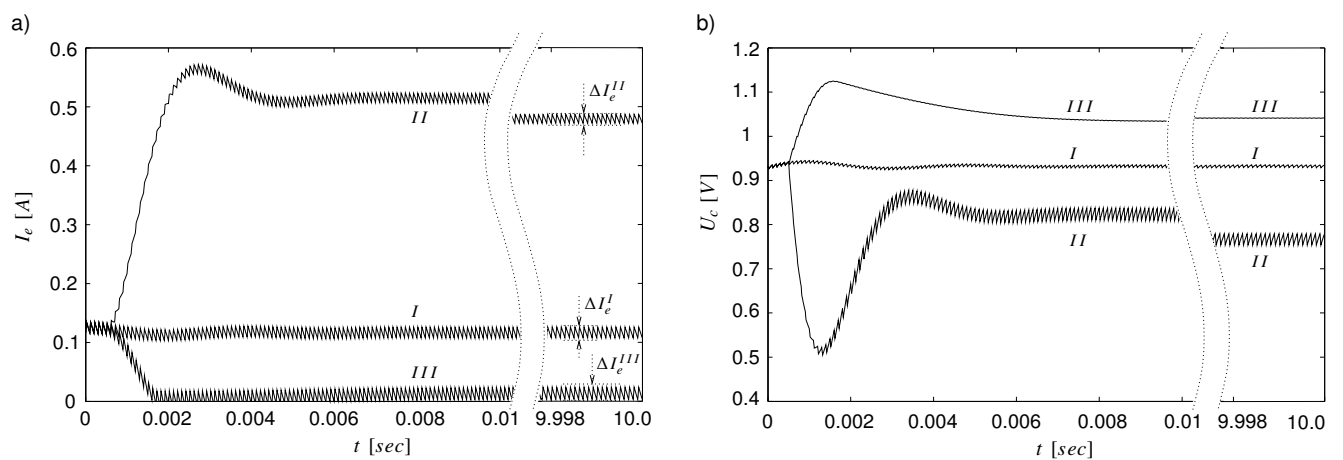 a)
0.6
0.5
0.4
0.3
0.2
0.1
0
I_e [A]
ΔI_e^{II}
II
ΔI_e^{I}
I
ΔI_e^{III}
III
0 0.002 0.004 0.006 0.008 0.01 9.998 10.0
t [sec]
b)
1.2
1.1
1
0.9
0.8
0.7
0.6
0.5
0.4
U_c [V]
III III
I I
II II
0 0.002 0.004 0.006 0.008 0.01 9.998 10.0
t [sec]